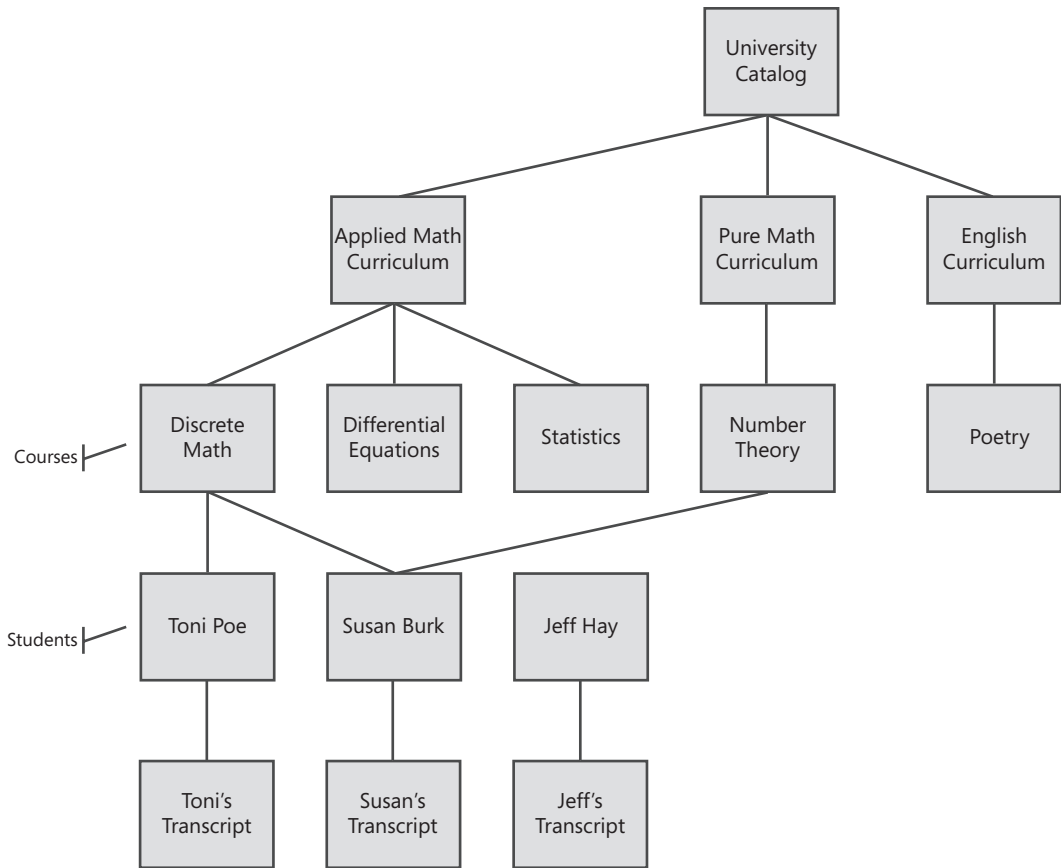 University
Catalog
Applied Math
Curriculum
Pure Math
Curriculum
English
Curriculum
Courses
Discrete
Math
Differential
Equations
Statistics
Number
Theory
Poetry
Students
Toni Poe
Susan Burk
Jeff Hay
Toni’s
Transcript
Susan’s
Transcript
Jeff’s
Transcript